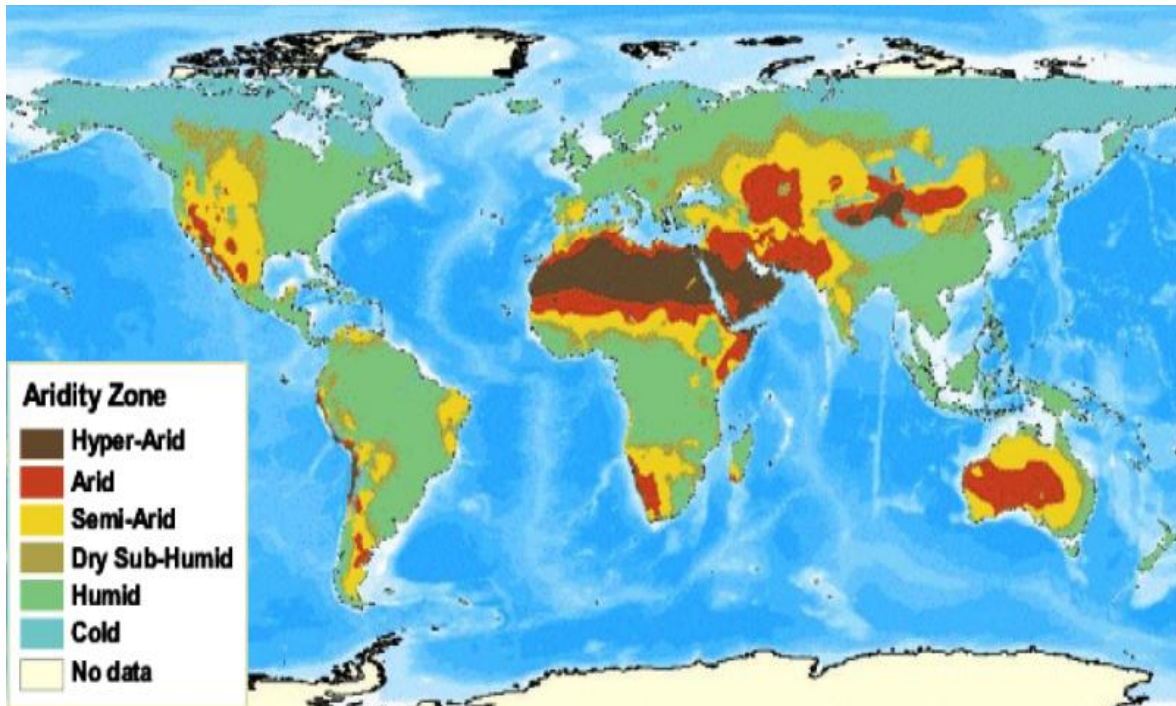 Aridity Zone
Hyper-Arid
Arid
Semi-Arid
Dry Sub-Humid
Humid
Cold
No data